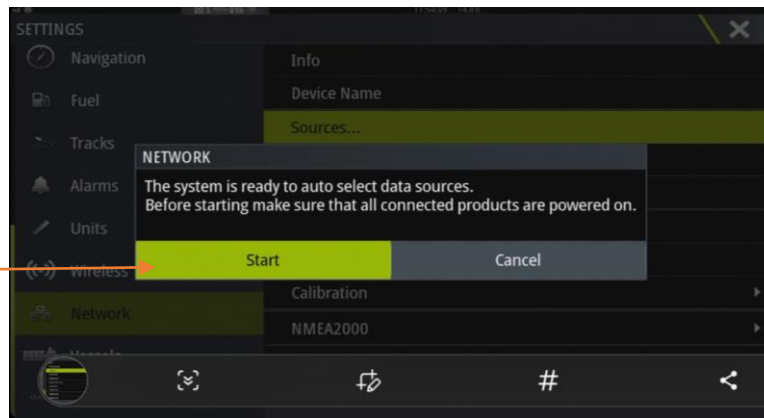 SETTINGS
Navigation
Info
Fuel
Device Name
Tracks
Sources...
NETWORK
Alarms
The system is ready to auto select data sources.
Before starting make sure that all connected products are powered on.
Units
Start
Cancel
Wireless
Calibration
Network
NMEA2000
Vessels
#